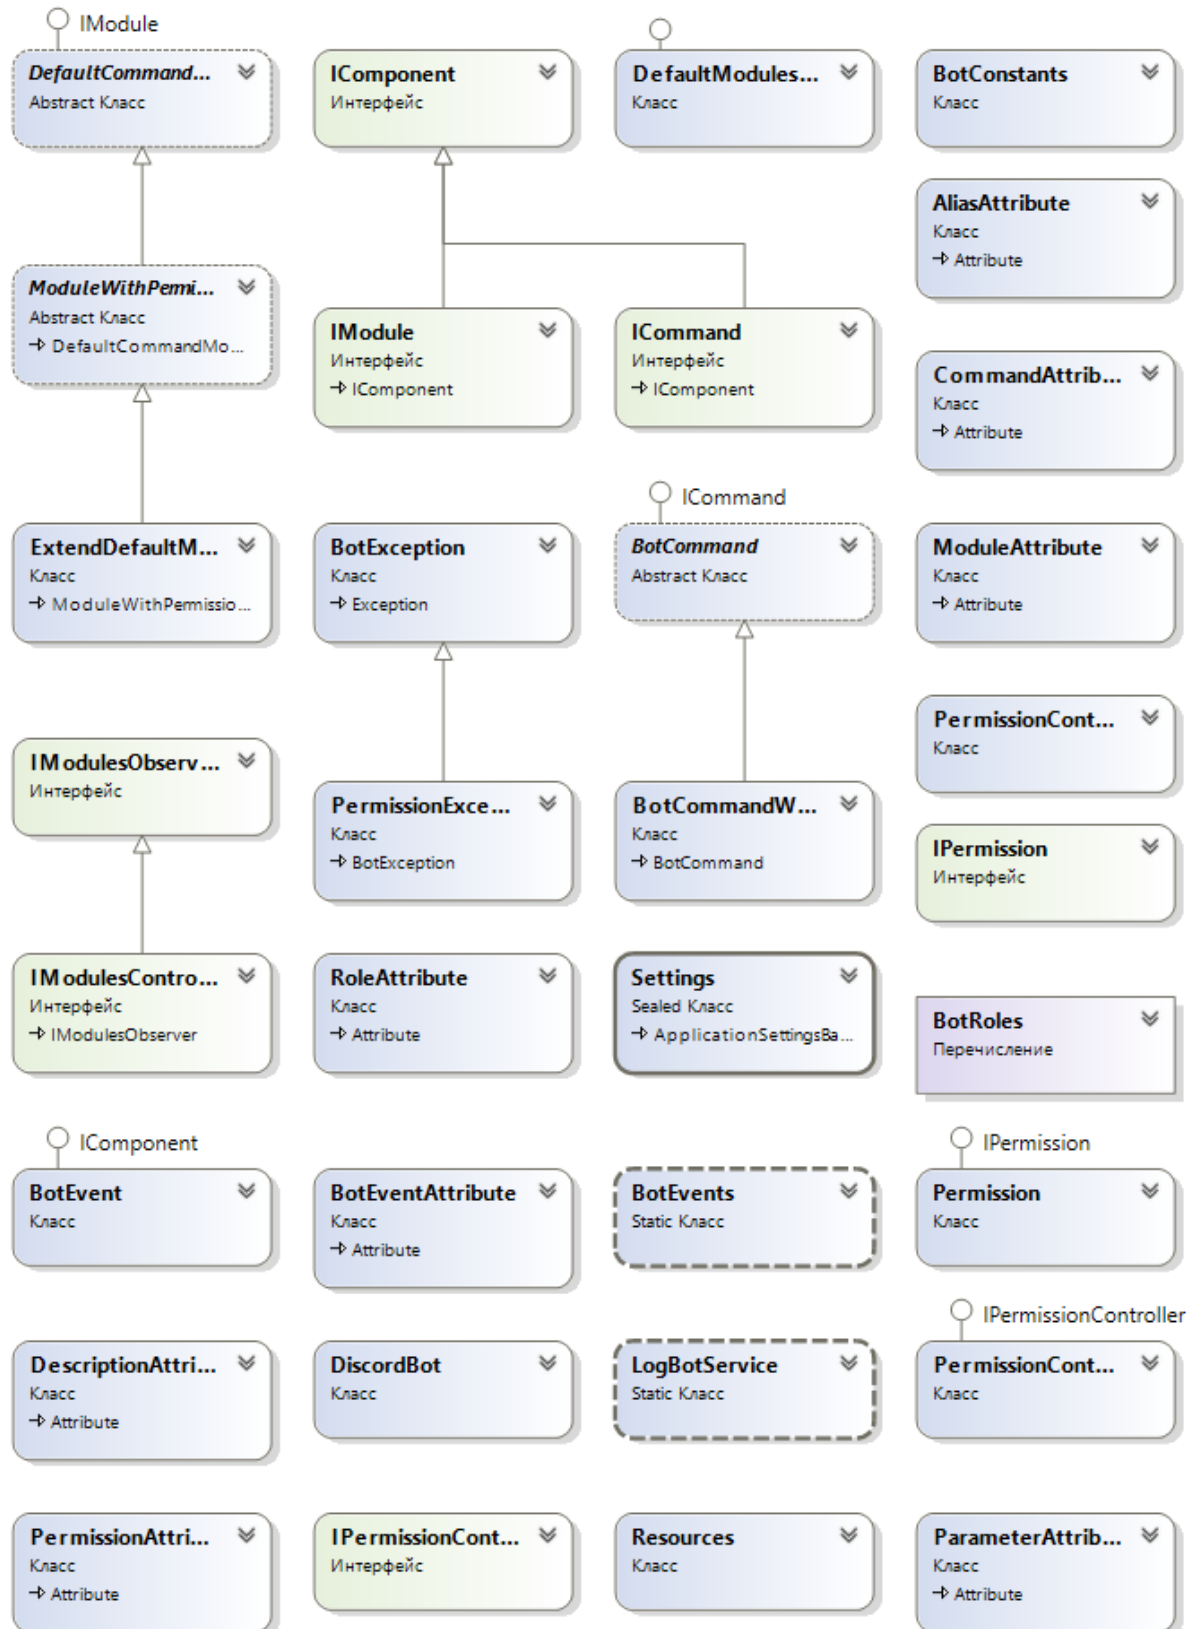 IModule
DefaultCommand...
Abstract Класс
IComponent
Интерфейс
DefaultModules...
Класс
BotConstants
Класс
AliasAttribute
Класс
Attribute
ModuleWithPermi...
Abstract Класс
DefaultCommandMo...
IModule
Интерфейс
IComponent
ICommand
Интерфейс
IComponent
CommandAttrib...
Класс
Attribute
ExtendDefaultM...
Класс
ModuleWithPermissio...
BotException
Класс
Exception
ICommand
BotCommand
Abstract Класс
ModuleAttribute
Класс
Attribute
PermissionCont...
Класс
IModulesObserv...
Интерфейс
PermissionExce...
Класс
BotException
BotCommandW...
Класс
BotCommand
IPermission
Интерфейс
IModulesContro...
Интерфейс
IModulesObserver
RoleAttribute
Класс
Attribute
Settings
Sealed Класс
ApplicationSettingsBa...
BotRoles
Перечисление
IComponent
BotEvent
Класс
BotEventAttribute
Класс
Attribute
BotEvents
Static Класс
IPermission
Permission
Класс
DescriptionAttri...
Класс
Attribute
DiscordBot
Класс
LogBotService
Static Класс
IPermissionController
PermissionCont...
Класс
PermissionAttri...
Класс
Attribute
IPermissionCont...
Интерфейс
Resources
Класс
ParameterAttrib...
Класс
Attribute